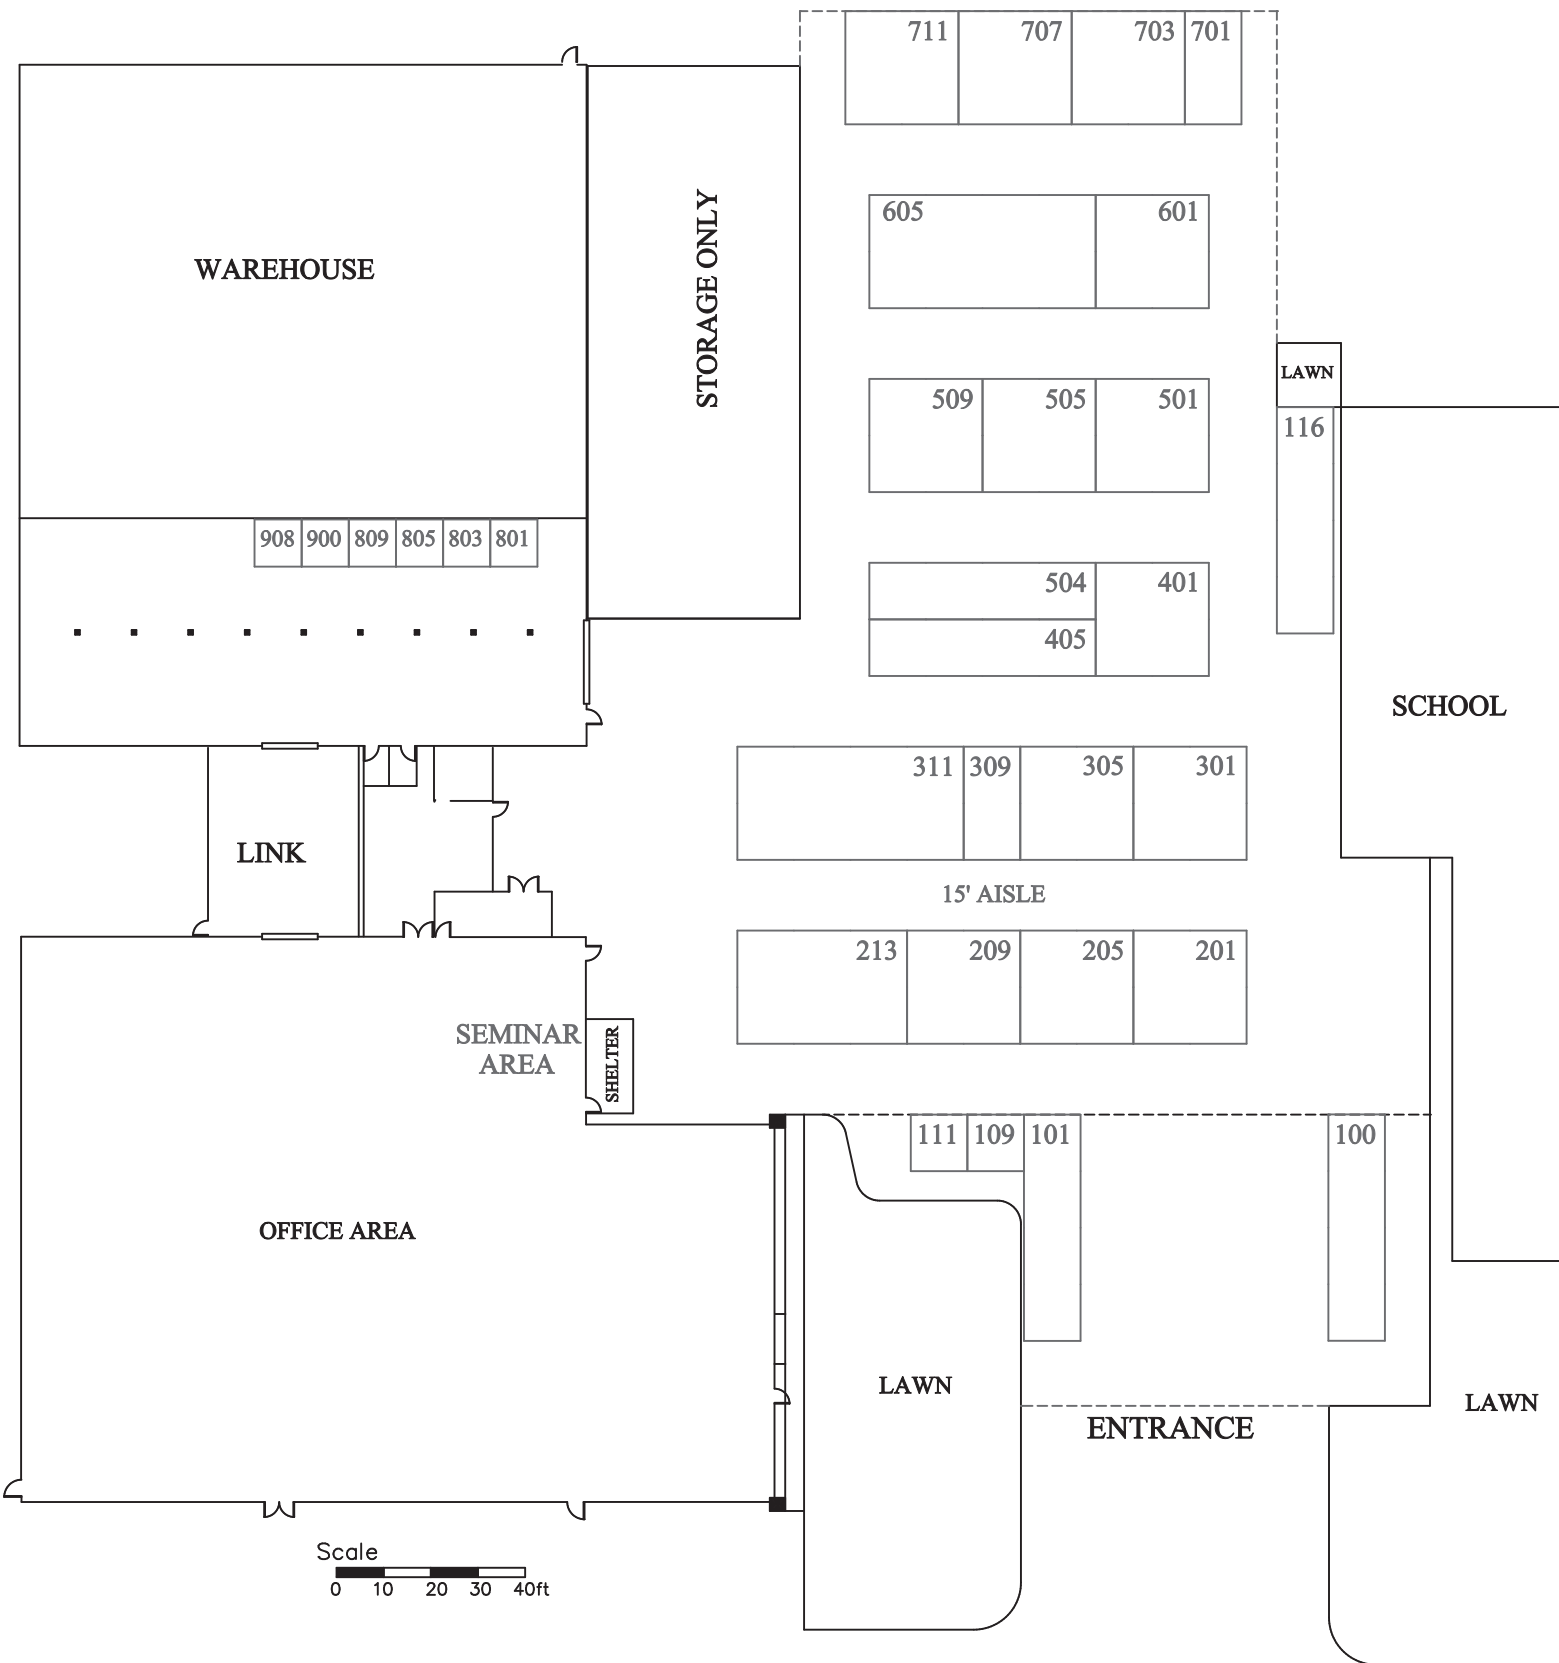 711 707 703 701
605 601
WAREHOUSE
STORAGE ONLY
LAWN
509 505 501
116
908 900 809 805 803 801
504 401
405
SCHOOL
311 309 305 301
LINK
15' AISLE
213 209 205 201
SEMINAR
AREA
SHELTER
111 109 101 100
OFFICE AREA
LAWN
LAWN
ENTRANCE
Scale
0 10 20 30 40ft